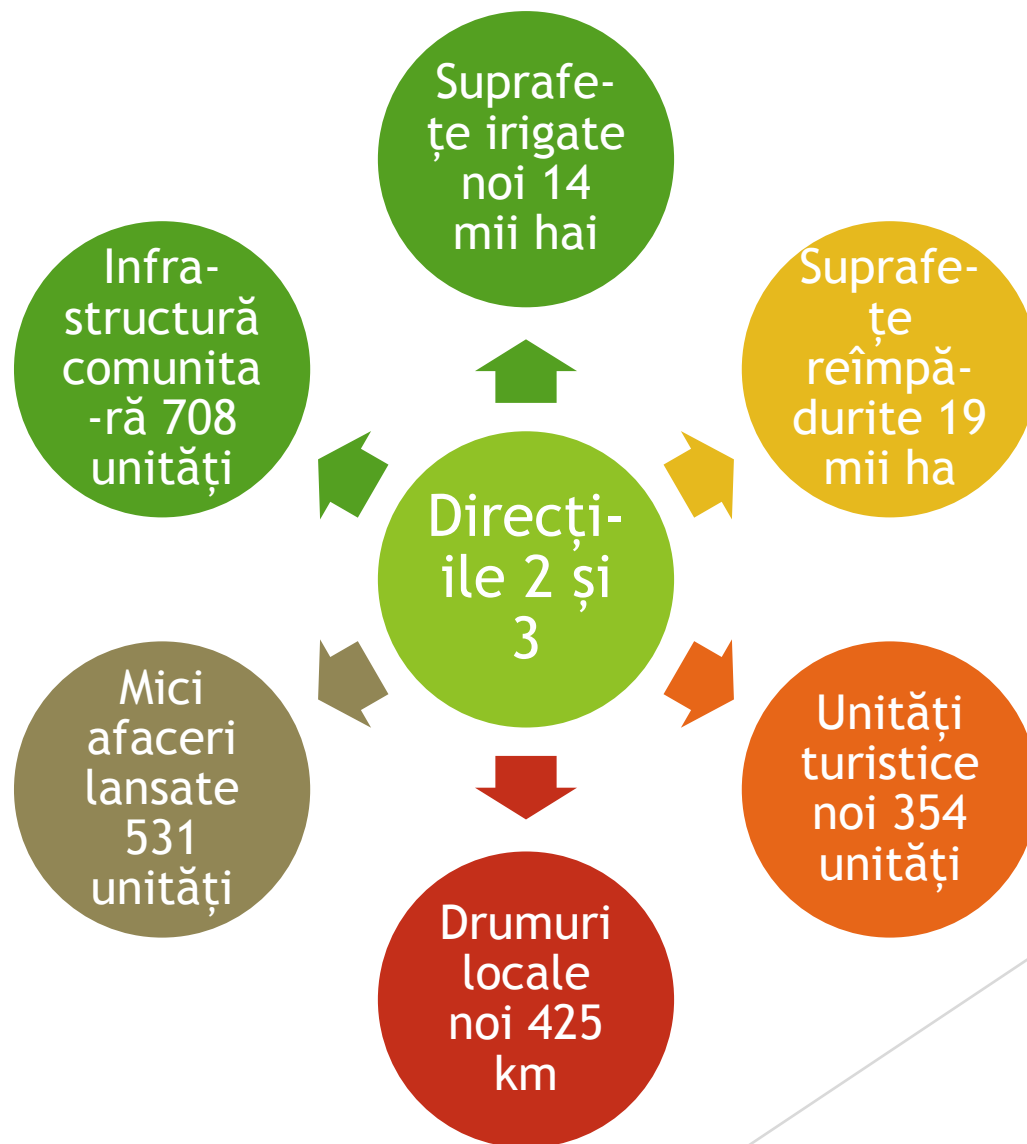 Suprafe-
țe irigate
noi 14
mii hai
Suprafe-
țe
reîmpă-
durite 19
mii ha
Unități
turistice
noi 354
unități
Drumuri
locale
noi 425
km
Mici
afaceri
lansate
531
unități
Infra-
structură
comunita
-ră 708
unități
Direcți-
ile 2 și
3